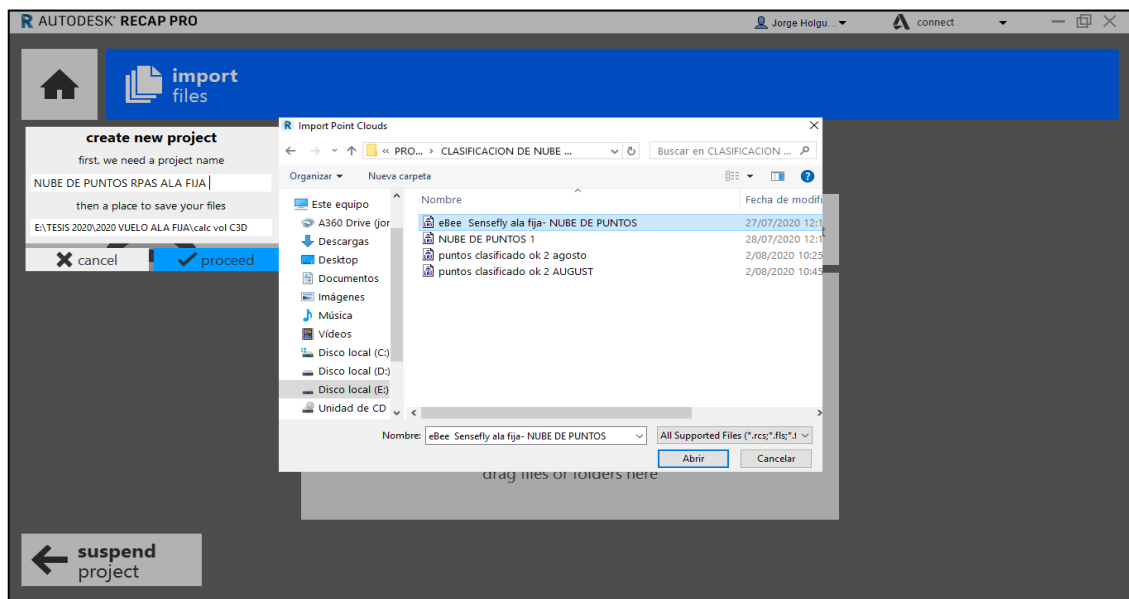 AUTODESK® RECAP PRO
Jorge Holgu...
connect
import
files
create new project
first, we need a project name
NUBE DE PUNTOS RPAS ALA FIJA
then a place to save your files
E:\TESIS 2020\2020 VUELO ALA FIJA\calc vol C3D
cancel
proceed
Import Point Clouds
« PRO... › CLASIFICACION DE NUBE ...
Buscar en CLASIFICACION ...
Organizar
Nueva carpeta
Este equipo
A360 Drive (jor
Descargas
Desktop
Documentos
Imágenes
Música
Vídeos
Disco local (C:)
Disco local (D:)
Disco local (E:)
Unidad de CD
Nombre Fecha de modifi
eBee Sensefly ala fija- NUBE DE PUNTOS 27/07/2020 12:1
NUBE DE PUNTOS 1 28/07/2020 12:1
puntos clasificado ok 2 agosto 2/08/2020 10:25
puntos clasificado ok 2 AUGUST 2/08/2020 10:45
Nombre: eBee Sensefly ala fija- NUBE DE PUNTOS
All Supported Files (*.rcs;*.fls;*.f
Abrir
Cancelar
drag files or folders here
suspend
project